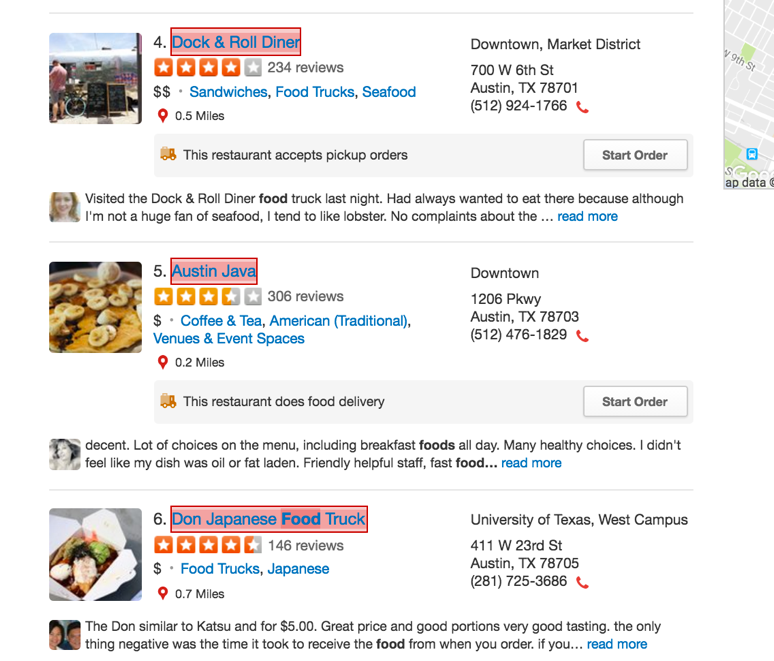 4. Dock & Roll Diner
234 reviews
$$ • Sandwiches, Food Trucks, Seafood
0.5 Miles
Downtown, Market District
700 W 6th St
Austin, TX 78701
(512) 924-1766
This restaurant accepts pickup orders
Start Order
Visited the Dock & Roll Diner food truck last night. Had always wanted to eat there because although
I'm not a huge fan of seafood, I tend to like lobster. No complaints about the … read more
5. Austin Java
306 reviews
$ • Coffee & Tea, American (Traditional),
Venues & Event Spaces
0.2 Miles
Downtown
1206 Pkwy
Austin, TX 78703
(512) 476-1829
This restaurant does food delivery
Start Order
decent. Lot of choices on the menu, including breakfast foods all day. Many healthy choices. I didn't
feel like my dish was oil or fat laden. Friendly helpful staff, fast food… read more
6. Don Japanese Food Truck
146 reviews
$ • Food Trucks, Japanese
0.7 Miles
University of Texas, West Campus
411 W 23rd St
Austin, TX 78705
(281) 725-3686
The Don similar to Katsu and for $5.00. Great price and good portions very good tasting. the only
thing negative was the time it took to receive the food from when you order. if you… read more
W 9th St
ap data ©